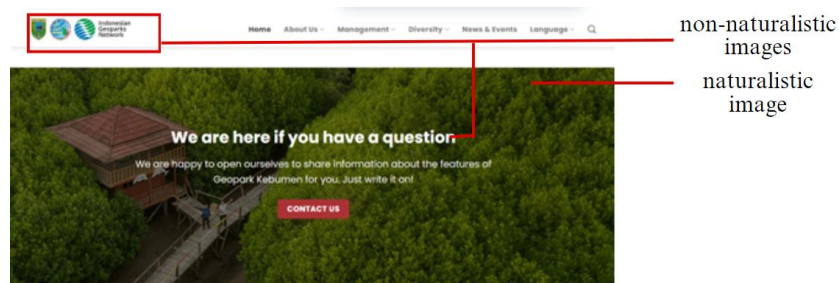 Indonesian
Geoparks
Network
Home About Us Management Diversity News & Events Language
We are here if you have a question
We are happy to open ourselves to share information about the features of
Geopark Kebumen for you. Just write it on!
CONTACT US
non-naturalistic
images
naturalistic
image